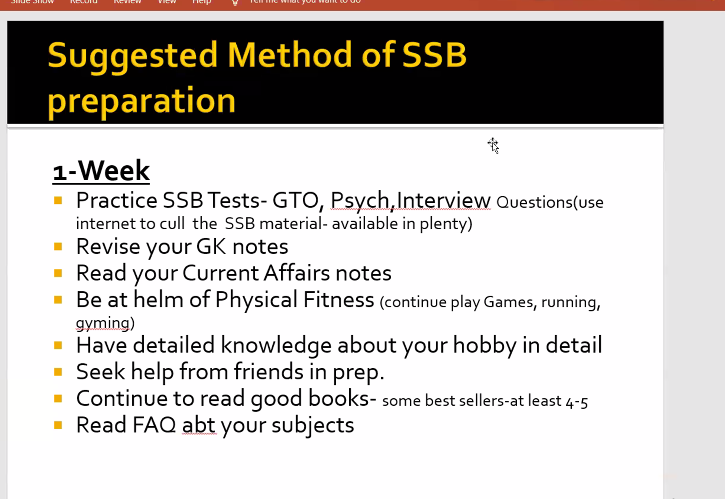 Slide Show Record Review View Help Tell me what you want to do
Suggested Method of SSB
preparation
1-Week
Practice SSB Tests- GTO, Psych,Interview Questions(use
internet to cull the SSB material- available in plenty)
Revise your GK notes
Read your Current Affairs notes
Be at helm of Physical Fitness (continue play Games, running,
gyming)
Have detailed knowledge about your hobby in detail
Seek help from friends in prep.
Continue to read good books- some best sellers-at least 4-5
Read FAQ abt your subjects